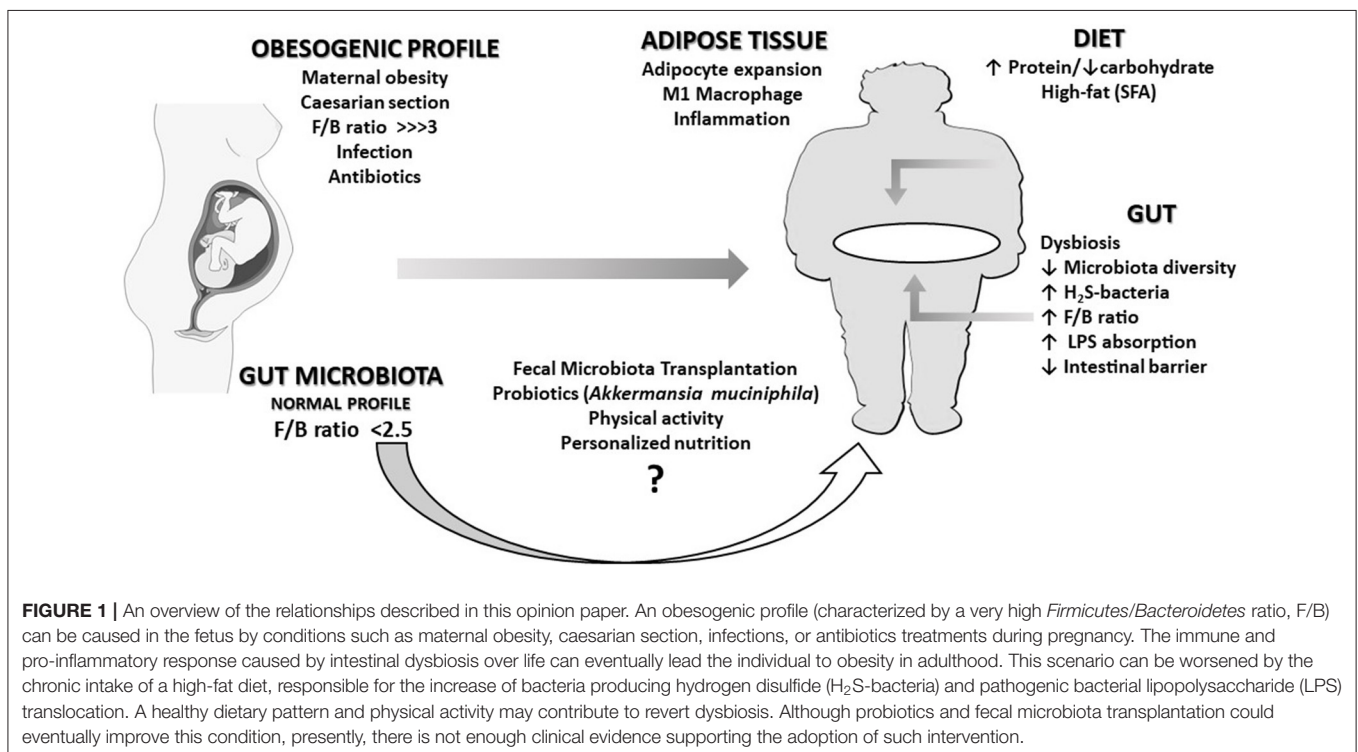 OBESOGENIC PROFILE
Maternal obesity
Caesarian section
F/B ratio >>>3
Infection
Antibiotics
ADIPOSE TISSUE
Adipocyte expansion
M1 Macrophage
Inflammation
DIET
↑ Protein/↓carbohydrate
High-fat (SFA)
GUT
Dysbiosis
↓ Microbiota diversity
↑ H₂S-bacteria
↑ F/B ratio
↑ LPS absorption
↓ Intestinal barrier
GUT MICROBIOTA
NORMAL PROFILE
F/B ratio <2.5
Fecal Microbiota Transplantation
Probiotics (Akkermansia muciniphila)
Physical activity
Personalized nutrition
?
FIGURE 1 | An overview of the relationships described in this opinion paper. An obesogenic profile (characterized by a very high Firmicutes/Bacteroidetes ratio, F/B)
can be caused in the fetus by conditions such as maternal obesity, caesarian section, infections, or antibiotics treatments during pregnancy. The immune and
pro-inflammatory response caused by intestinal dysbiosis over life can eventually lead the individual to obesity in adulthood. This scenario can be worsened by the
chronic intake of a high-fat diet, responsible for the increase of bacteria producing hydrogen disulfide (H₂S-bacteria) and pathogenic bacterial lipopolysaccharide (LPS)
translocation. A healthy dietary pattern and physical activity may contribute to revert dysbiosis. Although probiotics and fecal microbiota transplantation could
eventually improve this condition, presently, there is not enough clinical evidence supporting the adoption of such intervention.